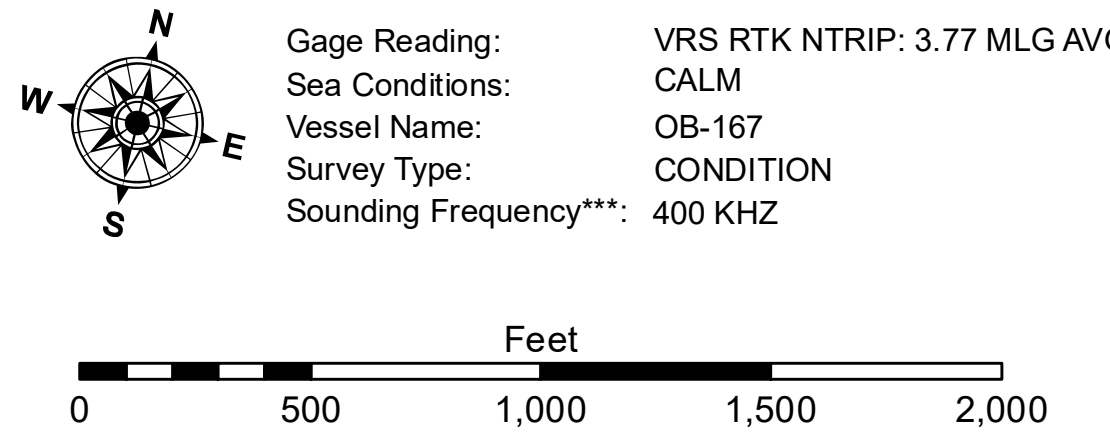 N
W
E
S
Gage Reading: VRS RTK NTRIP: 3.77 MLG
Sea Conditions: CALM
Vessel Name: OB-167
Survey Type: CONDITION
Sounding Frequency***: 400 KHZ
Feet
0 500 1,000 1,500 2,000